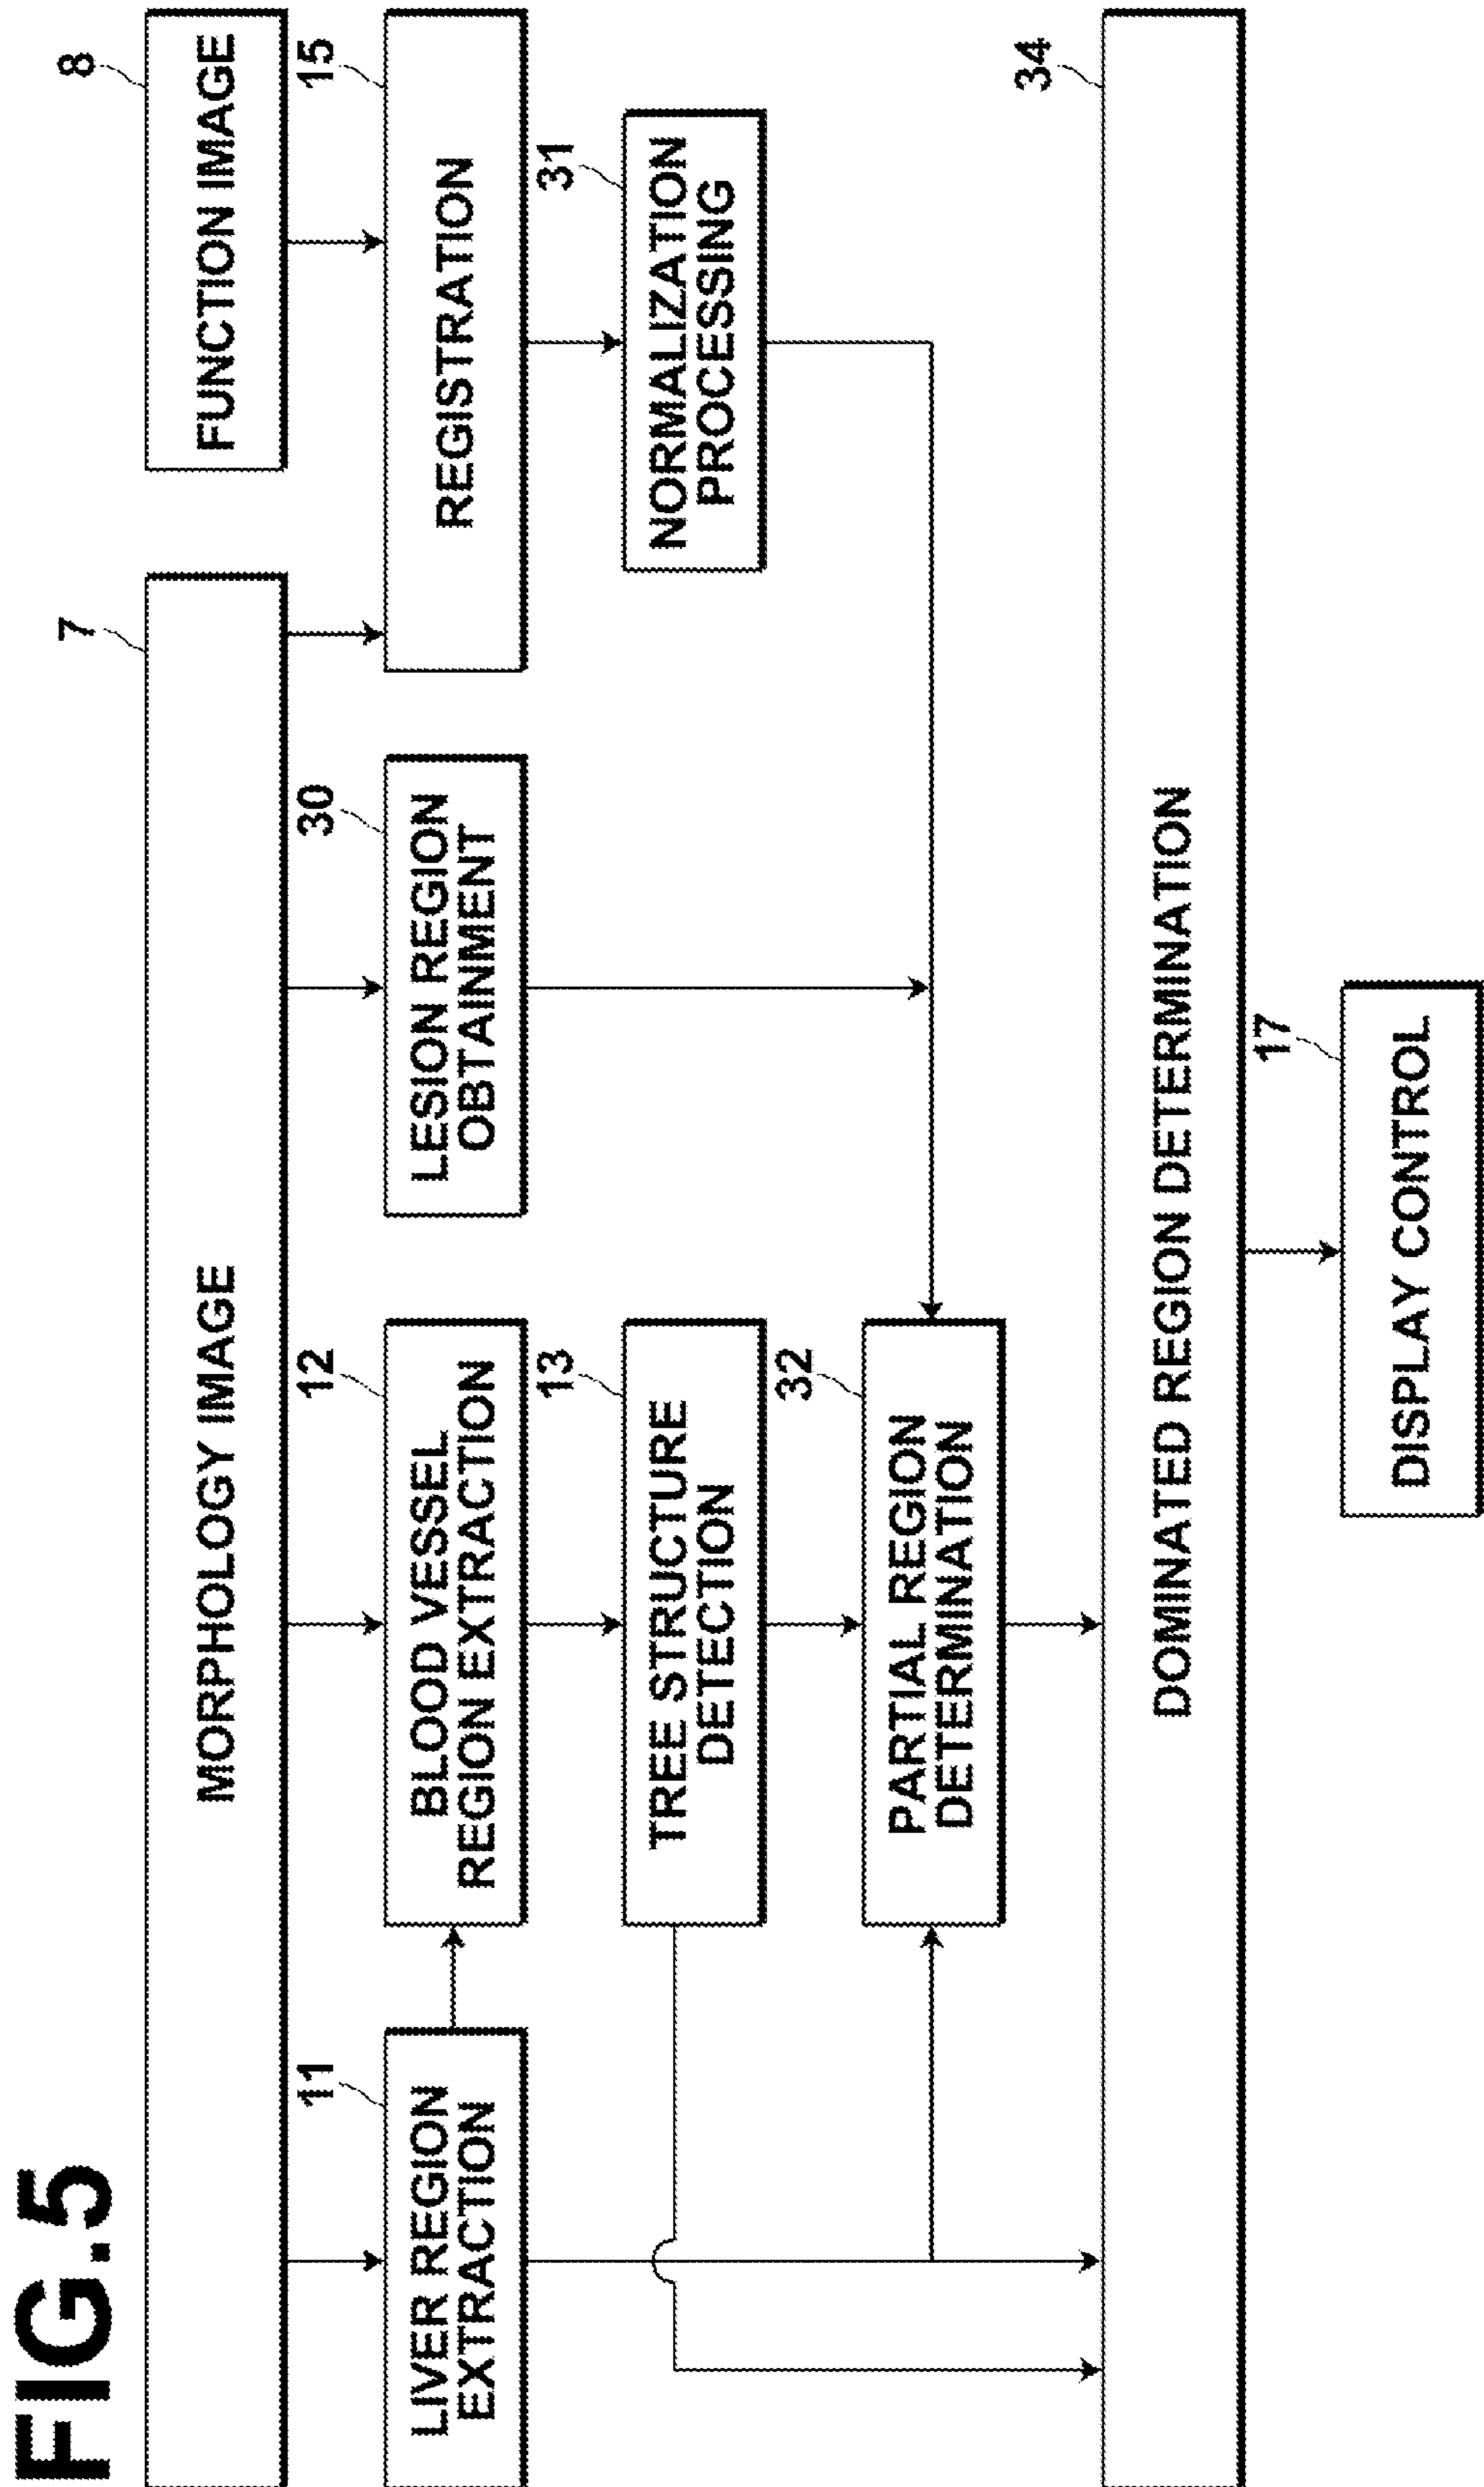 FIG.5
7
MORPHOLOGY IMAGE
8
FUNCTION IMAGE
11
LIVER REGION
EXTRACTION
12
BLOOD VESSEL
REGION EXTRACTION
30
LESION REGION
OBTAINMENT
15
REGISTRATION
13
TREE STRUCTURE
DETECTION
31
NORMALIZATION
PROCESSING
32
PARTIAL REGION
DETERMINATION
34
DOMINATED REGION DETERMINATION
17
DISPLAY CONTROL